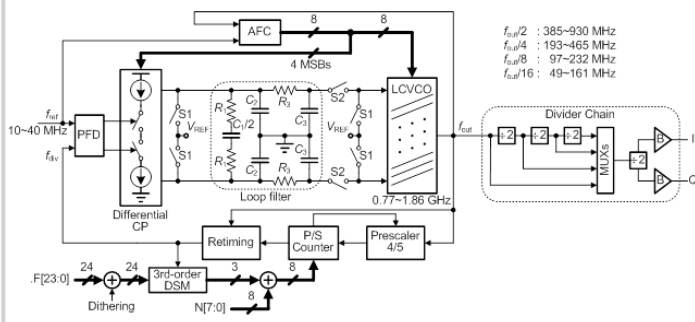 AFC
8
8
f_out/2 : 385~930 MHz
f_out/4 : 193~465 MHz
f_out/8 : 97~232 MHz
f_out/16 : 49~161 MHz
4 MSBs
LCVCO
S2
S1
S1
V_REF
R_1
C_1/2
R_1
C_2
C_2
R_3
R_3
C_3
C_3
V_REF
S1
S1
S2
f_ref
10~40 MHz
PFD
f_div
f_out
Divider Chain
÷2
÷2
÷2
MUXs
÷2
B
B
I
Q
Loop filter
Differential
CP
0.77~1.86 GHz
Retiming
P/S
Counter
Prescaler
4/5
.F[23:0]
24
24
3rd-order
DSM
3
8
Dithering
N[7:0]
8